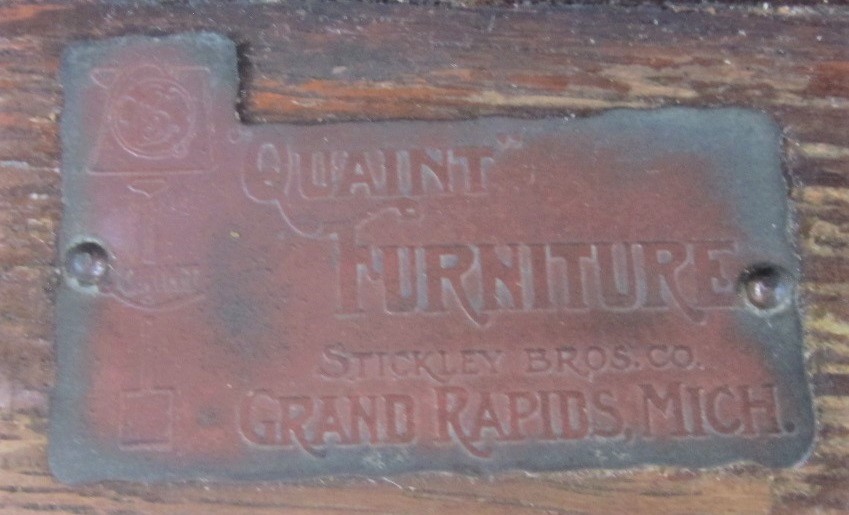 "QUAINT"
FURNITURE
STICKLEY BROS. CO.
GRAND RAPIDS, MICH.